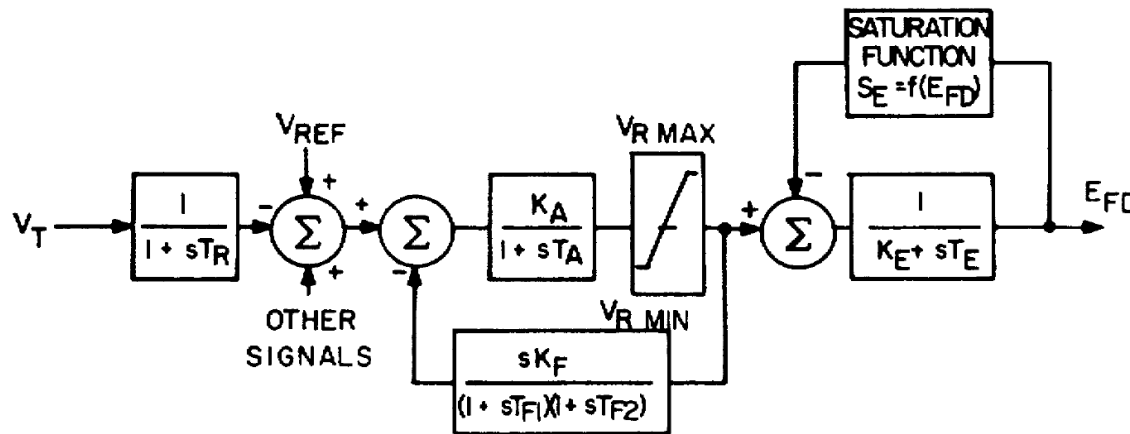 SATURATION
FUNCTION
S_E = f(E_FD)
V_REF
V_R MAX
V_T
1
1 + sT_R
- + +
Σ
+ -
Σ
K_A
1 + sT_A
+ -
Σ
1
K_E + sT_E
E_FD
OTHER
SIGNALS
V_R MIN
sK_F
(1 + sT_F1)(1 + sT_F2)